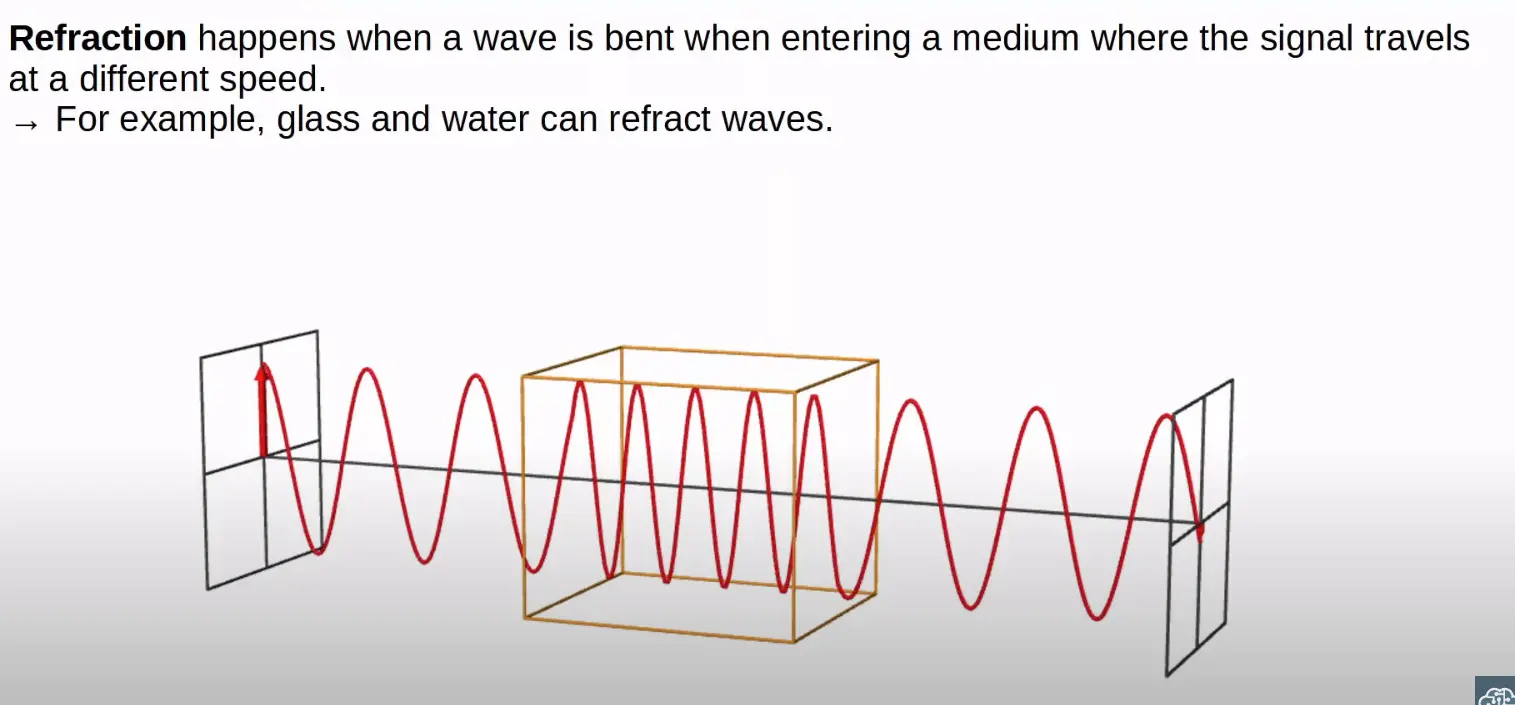 Refraction happens when a wave is bent when entering a medium where the signal travels
at a different speed.
→ For example, glass and water can refract waves.